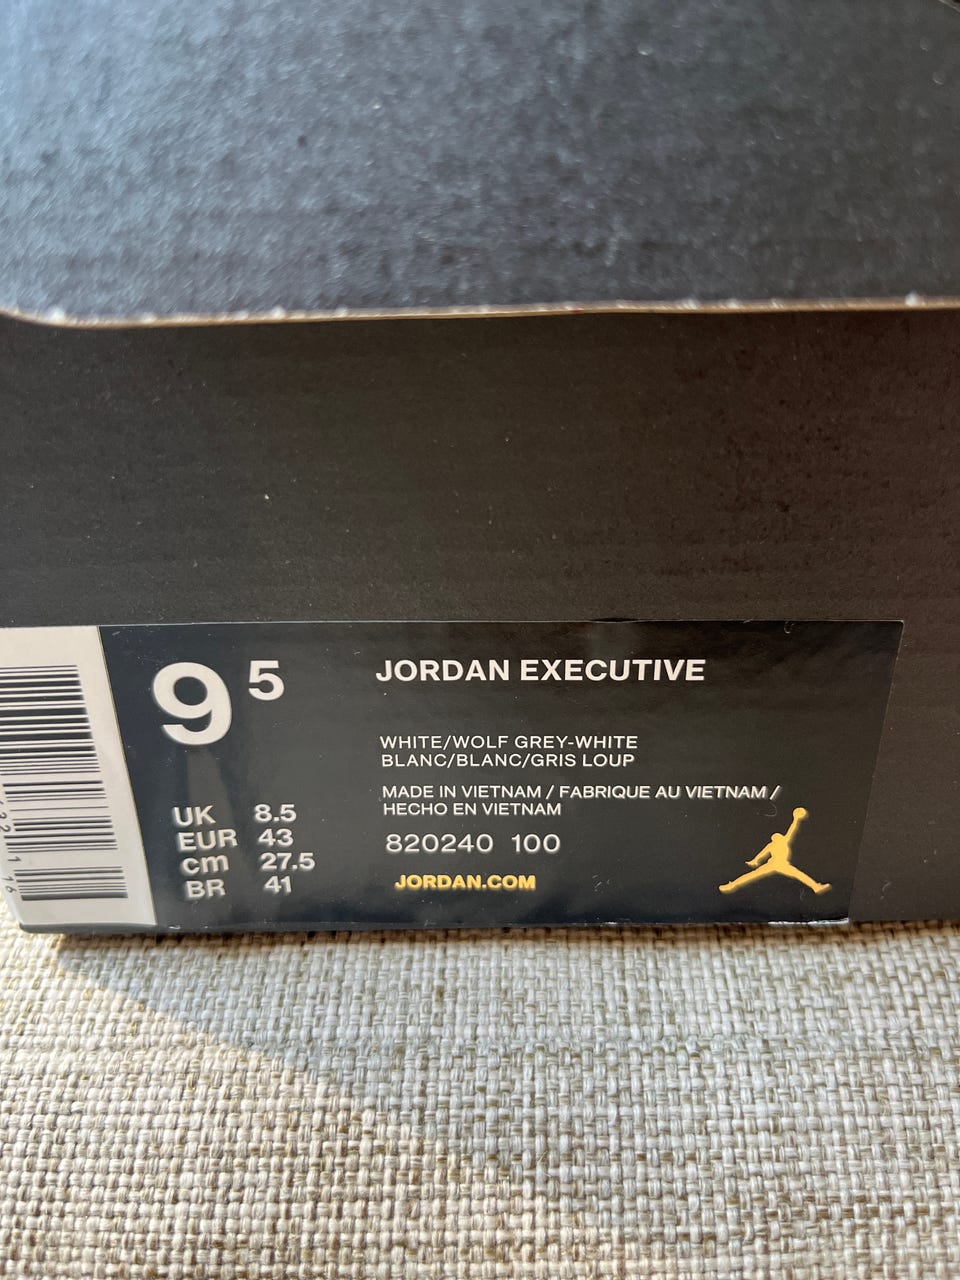 9 5
JORDAN EXECUTIVE
WHITE/WOLF GREY-WHITE
BLANC/BLANC/GRIS LOUP
MADE IN VIETNAM / FABRIQUE AU VIETNAM /
HECHO EN VIETNAM
820240 100
JORDAN.COM
UK 8.5
EUR 43
cm 27.5
BR 41